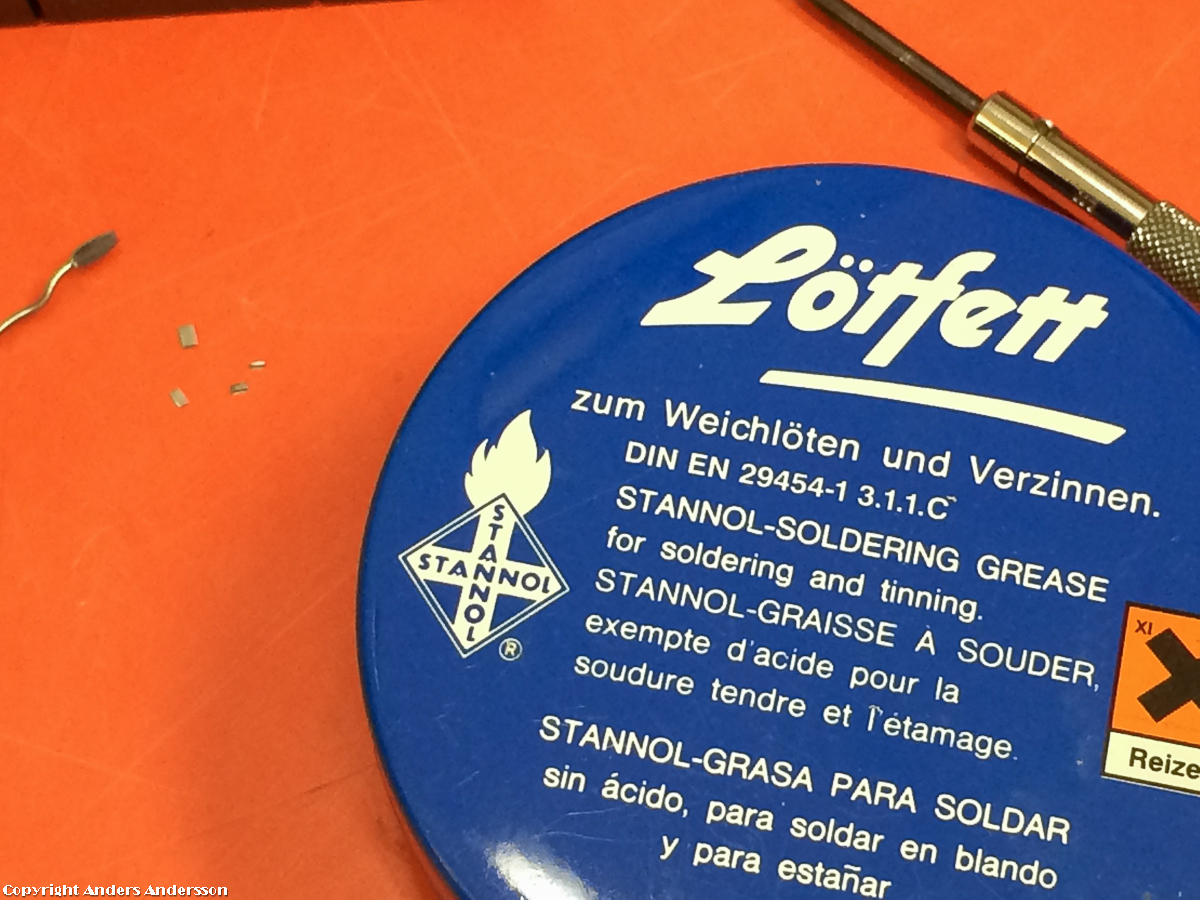 Lötfett
zum Weichlöten und Verzinnen.
DIN EN 29454-1 3.1.1.C
STANNOL-SOLDERING GREASE
for soldering and tinning.
STANNOL-GRAISSE À SOUDER,
exempte d'acide pour la
soudure tendre et l'étamage.
STANNOL-GRASA PARA SOLDAR
sin ácido, para soldar en blando
y para estañar
STANNOL
STANNOL
®
XI
Reize
Copyright Anders Andersson